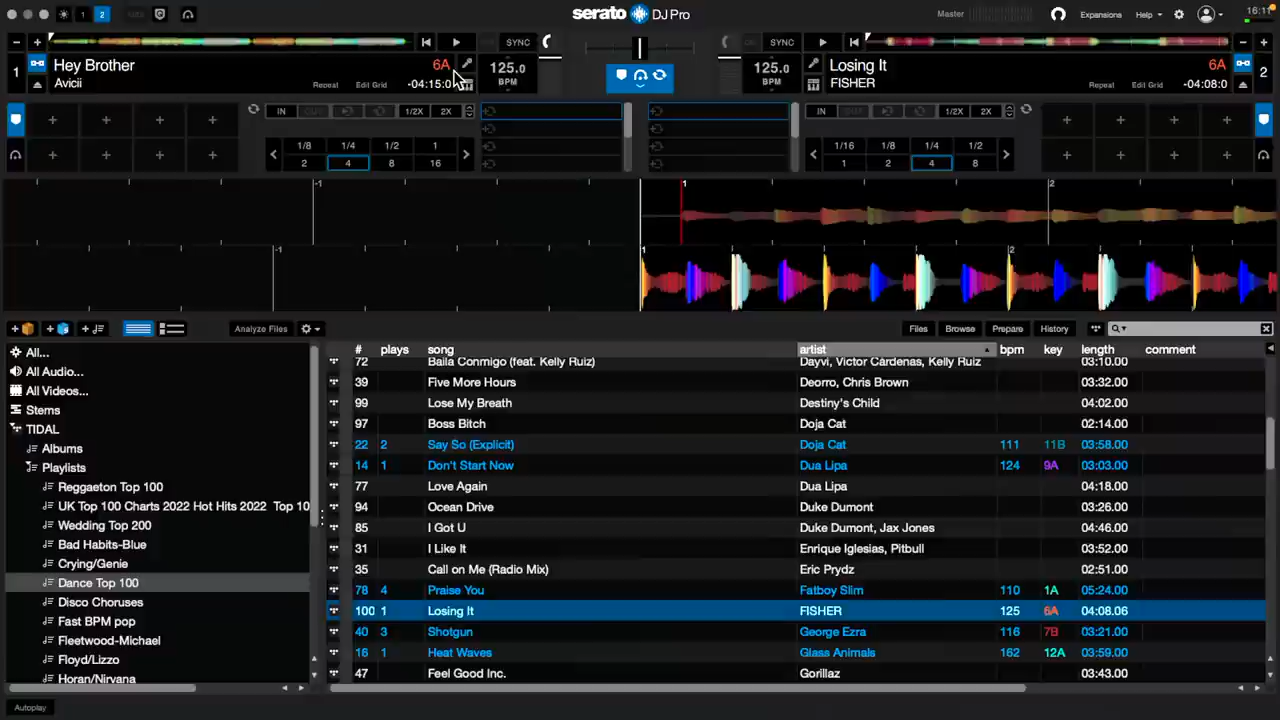 1 2 serato DJ Pro Master Expansions Help 16:11
SYNC SYNC
1 Hey Brother 6A 125.0 125.0 Losing It 6A 2
BPM BPM
Avicii Repeat Edit Grid -04:15:0 FISHER Repeat Edit Grid -04:08:0
IN OUT 1/2X 2X IN OUT 1/2X 2X
1/8 1/4 1/2 1 1/16 1/8 1/4 1/2
2 4 8 16 1 2 4 8
-1 1 2
-1 1 2
Analyze Files Files Browse Prepare History
All...
All Audio...
All Videos...
Stems
TIDAL
Albums
Playlists
Reggaeton Top 100
UK Top 100 Charts 2022 Hot Hits 2022 Top 10
Wedding Top 200
Bad Habits-Blue
Crying/Genie
Dance Top 100
Disco Choruses
Fast BPM pop
Fleetwood-Michael
Floyd/Lizzo
Horan/Nirvana
# plays song artist bpm key length comment
72 Baila Conmigo (feat. Kelly Ruiz) Dayvi, Victor Cárdenas, Kelly Ruiz 03:10.00
39 Five More Hours Deorro, Chris Brown 03:32.00
99 Lose My Breath Destiny's Child 04:02.00
97 Boss Bitch Doja Cat 02:14.00
22 2 Say So (Explicit) Doja Cat 111 11B 03:58.00
14 1 Don't Start Now Dua Lipa 124 9A 03:03.00
77 Love Again Dua Lipa 04:18.00
94 Ocean Drive Duke Dumont 03:26.00
85 I Got U Duke Dumont, Jax Jones 04:46.00
31 I Like It Enrique Iglesias, Pitbull 03:52.00
35 Call on Me (Radio Mix) Eric Prydz 02:51.00
78 4 Praise You Fatboy Slim 110 1A 05:24.00
100 1 Losing It FISHER 125 6A 04:08.06
40 3 Shotgun George Ezra 116 7B 03:21.00
16 1 Heat Waves Glass Animals 162 12A 03:59.00
47 Feel Good Inc. Gorillaz 03:43.00
Autoplay